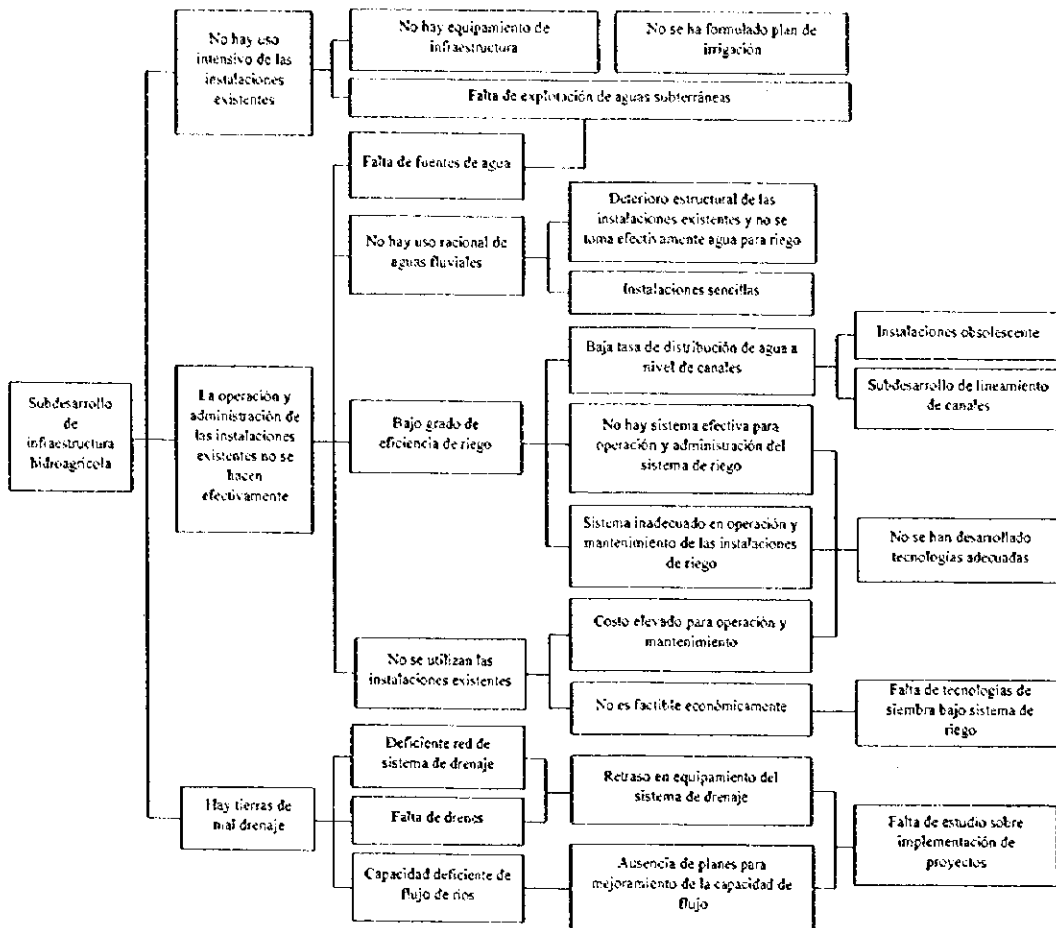 No hay uso
intensivo de las
instalaciones
existentes
No hay equipamiento de
infraestructura
No se ha formulado plan de
irrigación
Falta de explotación de aguas subterráneas
Falta de fuentes de agua
No hay uso racional de
aguas fluviales
Deterioro estructural de las
instalaciones existentes y no se
toma efectivamente agua para riego
Instalaciones sencillas
Subdesarrollo
de
infraestructura
hidroagrícola
La operación y
administración de
las instalaciones
existentes no se
hacen
efectivamente
Bajo grado de
eficiencia de riego
Baja tasa de distribución de agua a
nivel de canales
Instalaciones obsolescente
Subdesarrollo de lineamiento
de canales
No hay sistema efectiva para
operación y administración del
sistema de riego
Sistema inadecuado en operación y
mantenimiento de las instalaciones
de riego
No se han desarrollado
tecnologías adecuadas
No se utilizan las
instalaciones existentes
Costo elevado para operación y
mantenimiento
No es factible económicamente
Falta de tecnologías de
siembra bajo sistema de
riego
Hay tierras de
mal drenaje
Deficiente red de
sistema de drenaje
Falta de drenes
Capacidad deficiente de
flujo de ríos
Retraso en equipamiento del
sistema de drenaje
Ausencia de planes para
mejoramiento de la capacidad de
flujo
Falta de estudio sobre
implementación de
proyectos